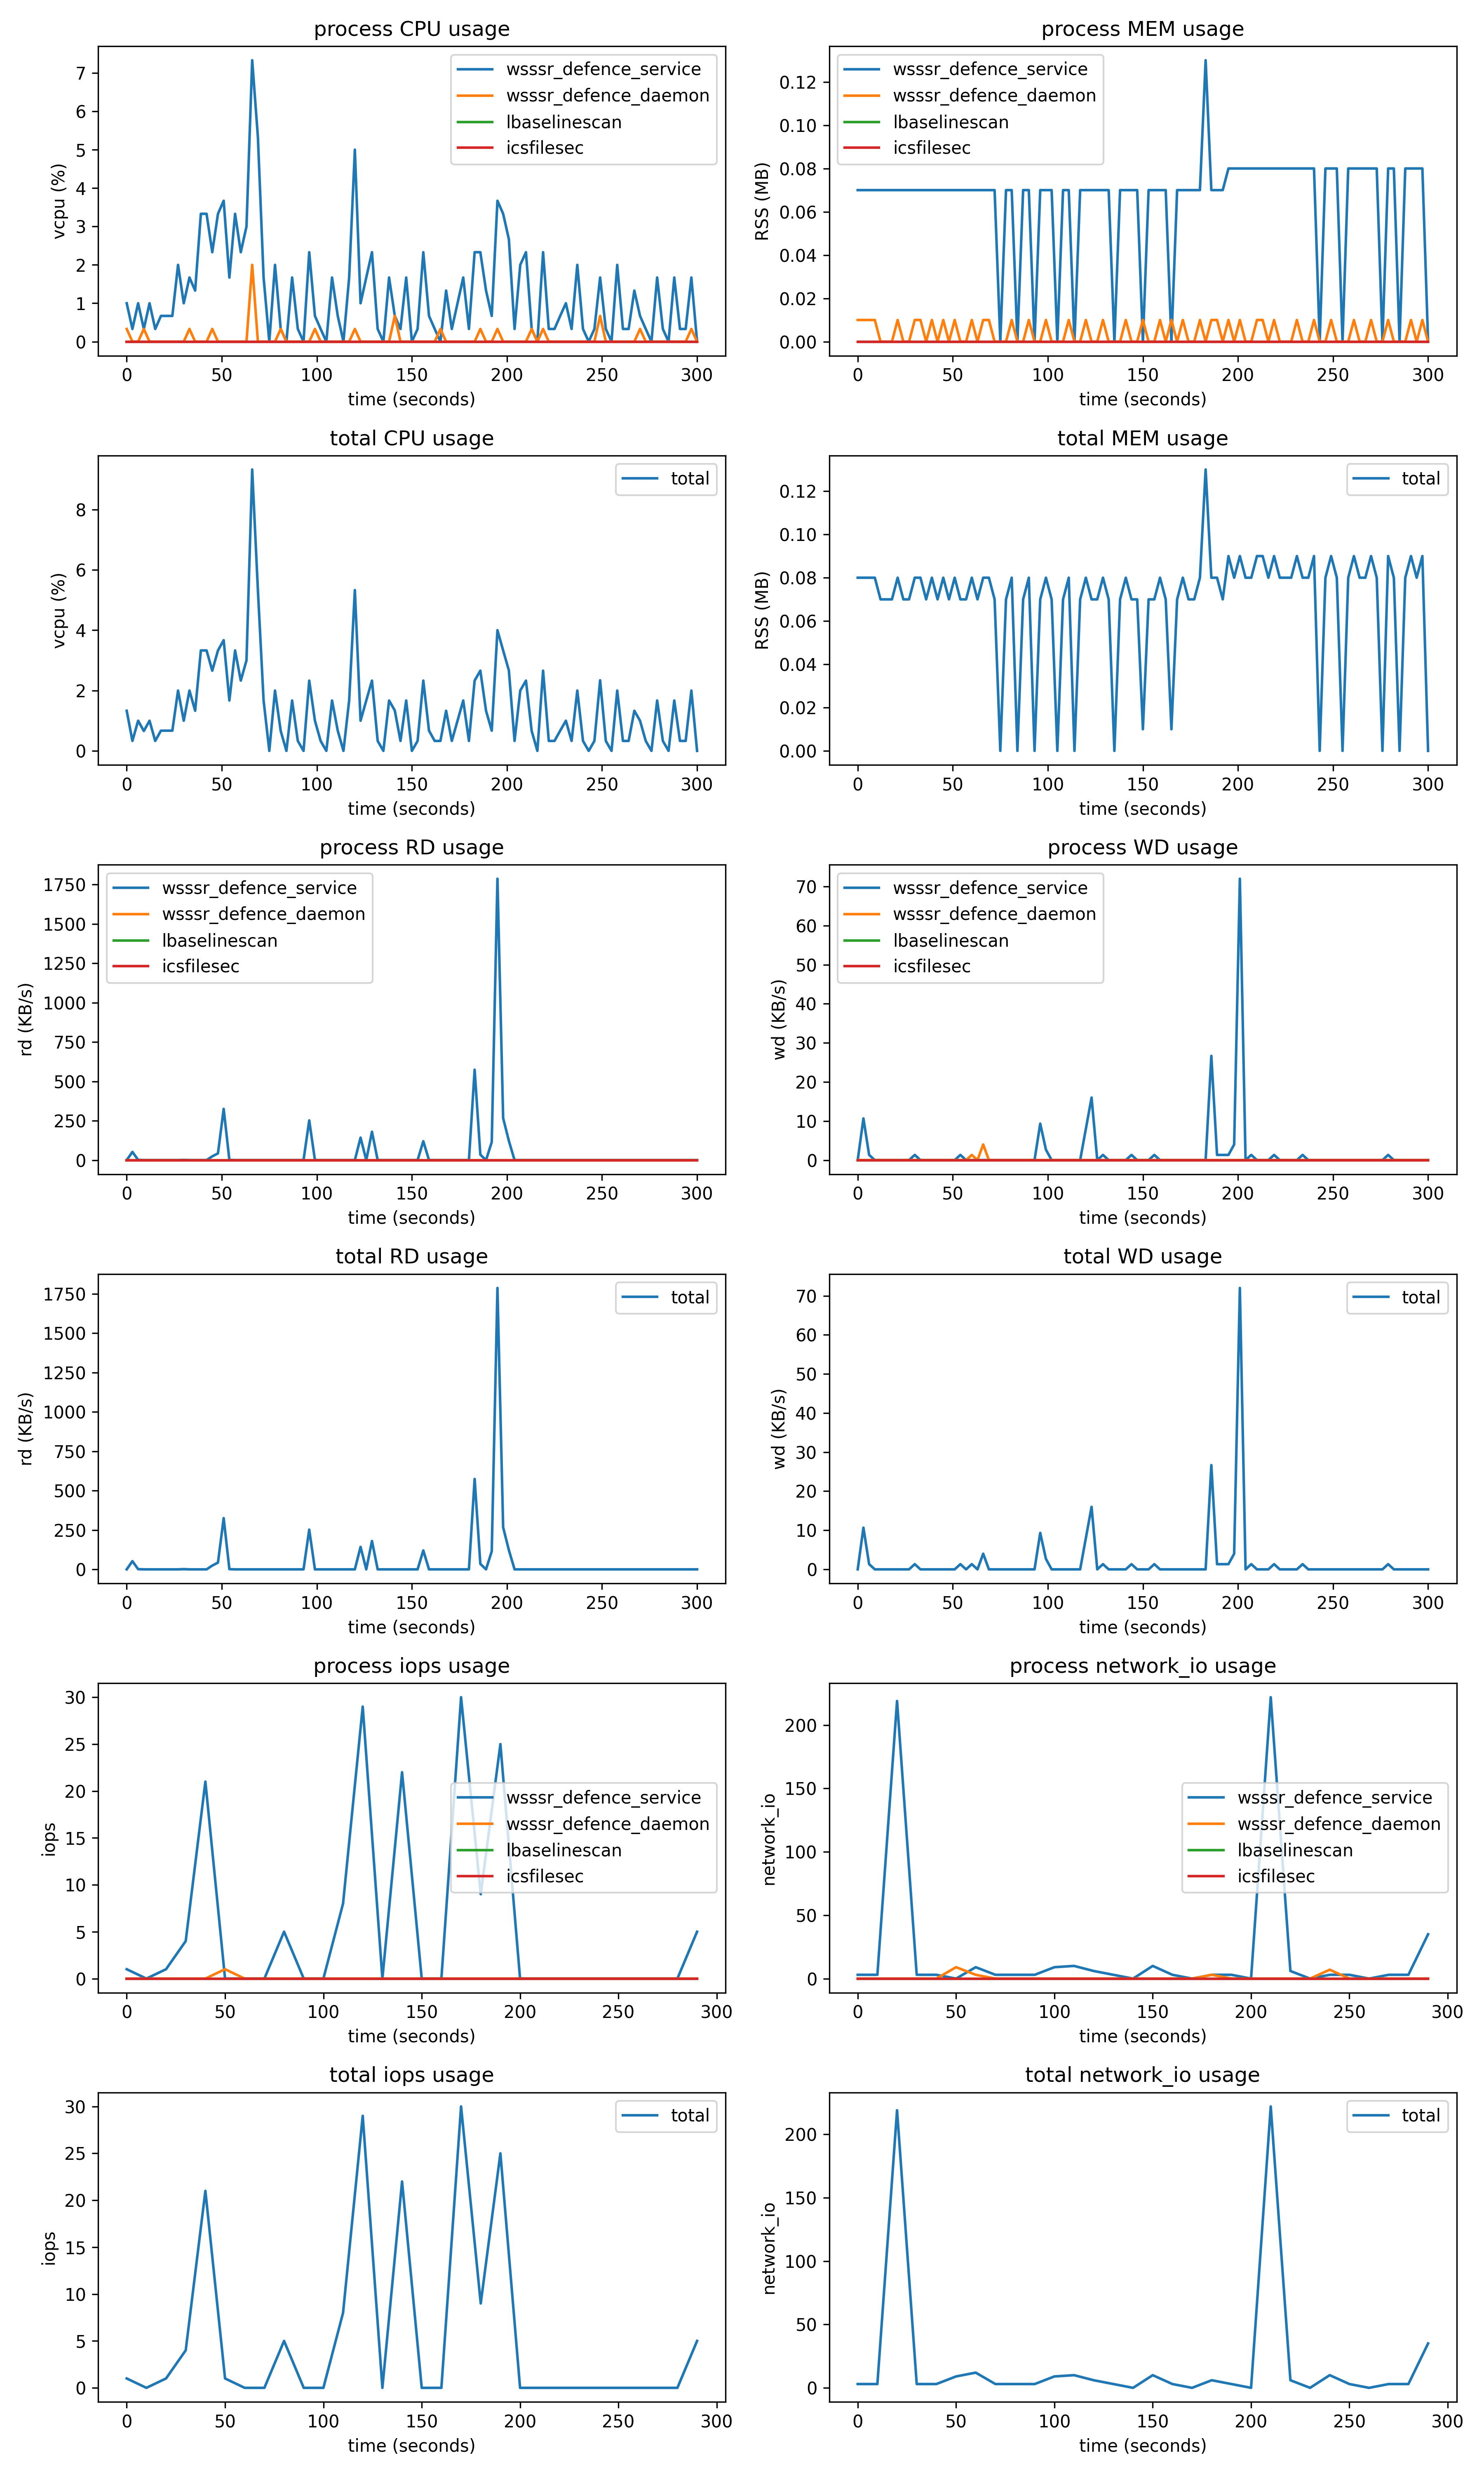 process CPU usage
vcpu (%)
7
6
5
4
3
2
1
0
wsssr_defence_service
wsssr_defence_daemon
lbaselinescan
icsfilesec
0 50 100 150 200 250 300
time (seconds)
process MEM usage
RSS (MB)
0.12
0.10
0.08
0.06
0.04
0.02
0.00
wsssr_defence_service
wsssr_defence_daemon
lbaselinescan
icsfilesec
0 50 100 150 200 250 300
time (seconds)
total CPU usage
vcpu (%)
8
6
4
2
0
total
0 50 100 150 200 250 300
time (seconds)
total MEM usage
RSS (MB)
0.12
0.10
0.08
0.06
0.04
0.02
0.00
total
0 50 100 150 200 250 300
time (seconds)
process RD usage
rd (KB/s)
1750
1500
1250
1000
750
500
250
0
wsssr_defence_service
wsssr_defence_daemon
lbaselinescan
icsfilesec
0 50 100 150 200 250 300
time (seconds)
process WD usage
wd (KB/s)
70
60
50
40
30
20
10
0
wsssr_defence_service
wsssr_defence_daemon
lbaselinescan
icsfilesec
0 50 100 150 200 250 300
time (seconds)
total RD usage
rd (KB/s)
1750
1500
1250
1000
750
500
250
0
total
0 50 100 150 200 250 300
time (seconds)
total WD usage
wd (KB/s)
70
60
50
40
30
20
10
0
total
0 50 100 150 200 250 300
time (seconds)
process iops usage
iops
30
25
20
15
10
5
0
wsssr_defence_service
wsssr_defence_daemon
lbaselinescan
icsfilesec
0 50 100 150 200 250 300
time (seconds)
process network_io usage
network_io
200
150
100
50
0
wsssr_defence_service
wsssr_defence_daemon
lbaselinescan
icsfilesec
0 50 100 150 200 250 300
time (seconds)
total iops usage
iops
30
25
20
15
10
5
0
total
0 50 100 150 200 250 300
time (seconds)
total network_io usage
network_io
200
150
100
50
0
total
0 50 100 150 200 250 300
time (seconds)